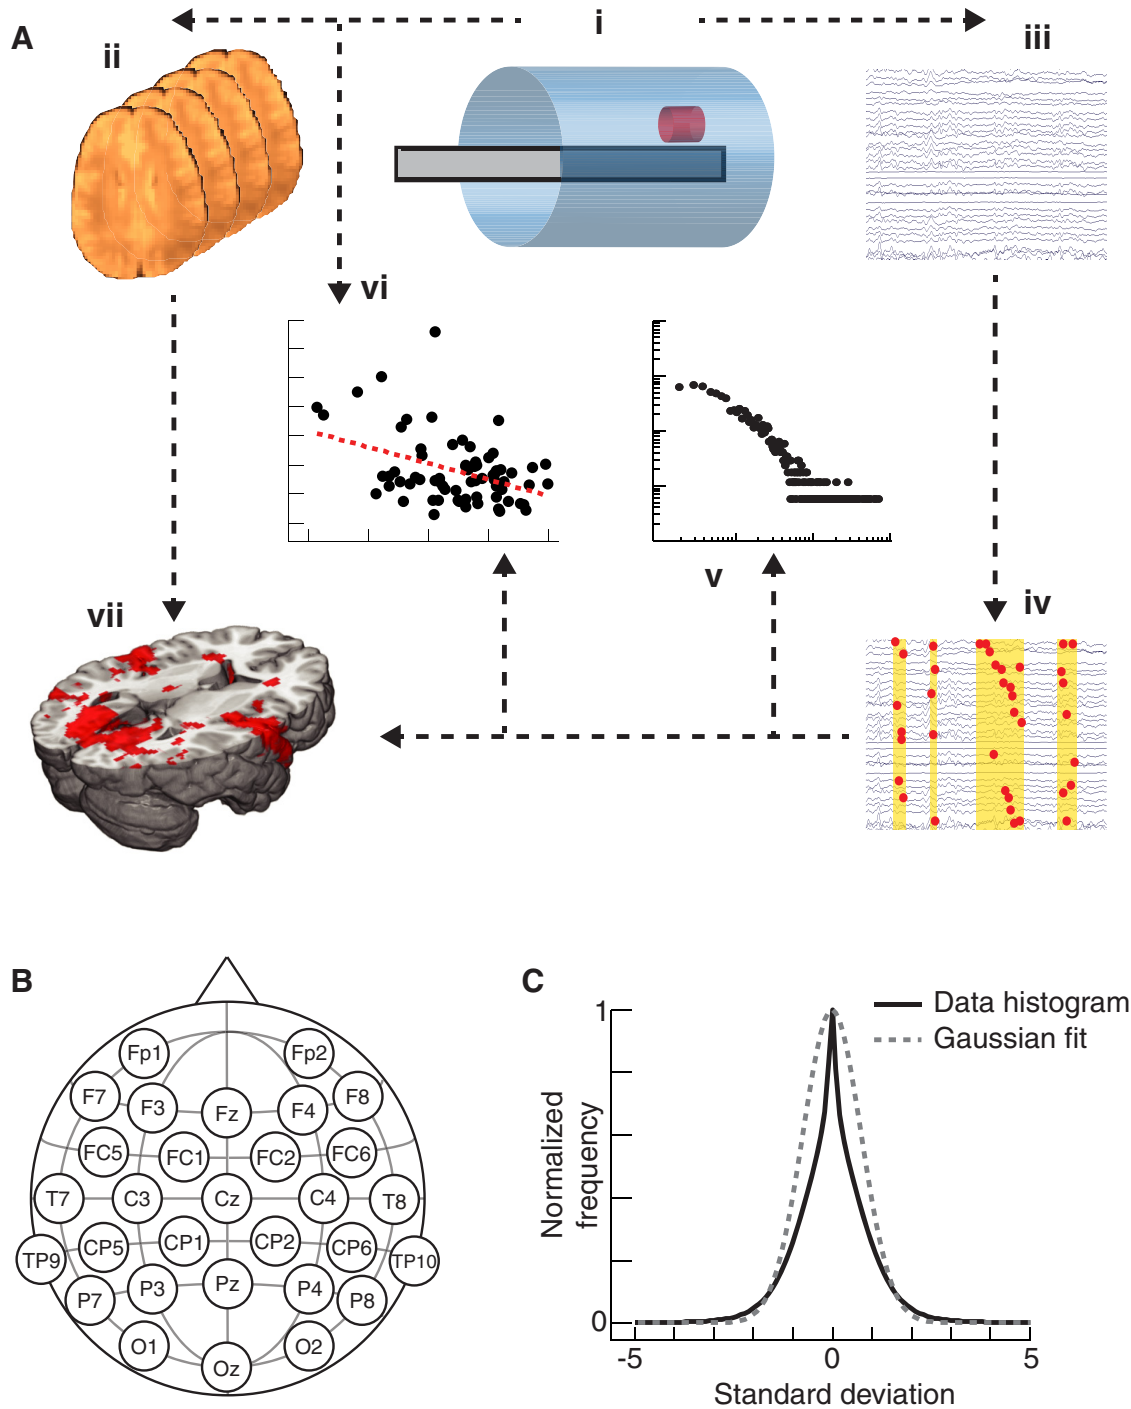 A
i
ii
iii
vi
v
iv
vii
B
Fp1 Fp2
F7 F3 Fz F4 F8
FC5 FC1 FC2 FC6
T7 C3 Cz C4 T8
TP9 CP5 CP1 CP2 CP6 TP10
P7 P3 Pz P4 P8
O1 Oz O2
C
Data histogram
Gaussian fit
Normalized
frequency
1
0
-5 0 5
Standard deviation